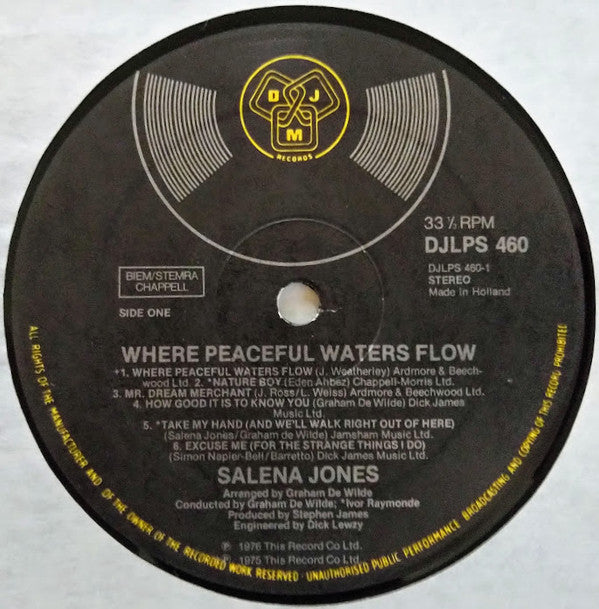 D J
M
RECORDS
33 ⅓ RPM
DJLPS 460
DJLPS 460-1
STEREO
Made in Holland
BIEM/STEMRA
CHAPPELL
SIDE ONE
WHERE PEACEFUL WATERS FLOW
*1. WHERE PEACEFUL WATERS FLOW (J. Weatherley) Ardmore & Beech-
wood Ltd. 2. *NATURE BOY (Eden Ahbez) Chappell-Morris Ltd.
3. MR. DREAM MERCHANT (J. Ross/L. Weiss) Ardmore & Beechwood Ltd.
4. HOW GOOD IT IS TO KNOW YOU (Graham De Wilde) Dick James
Music Ltd.
5. *TAKE MY HAND (AND WE'LL WALK RIGHT OUT OF HERE)
(Salena Jones/Graham de Wilde) Jamsham Music Ltd.
6. EXCUSE ME (FOR THE STRANGE THINGS I DO)
(Simon Napier-Bell/Barretto) Dick James Music Ltd.
SALENA JONES
Arranged by Graham De Wilde
Conducted by Graham De Wilde; *Ivor Raymonde
Produced by Stephen James
Engineered by Dick Lewzy
℗ 1976 This Record Co Ltd.
℗ 1975 This Record Co Ltd.
ALL RIGHTS OF THE MANUFACTURER AND OF THE OWNER OF THE RECORDED WORK RESERVED · UNAUTHORISED PUBLIC PERFORMANCE BROADCASTING AND COPYING OF THIS RECORD PROHIBITED